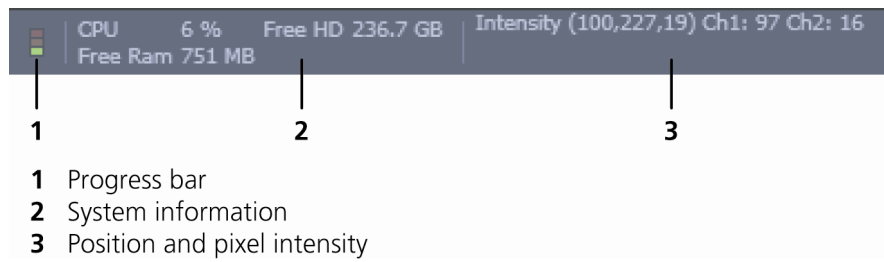 CPU 6 % Free HD 236.7 GB Intensity (100,227,19) Ch1: 97 Ch2: 16
Free Ram 751 MB
1 2 3
1 Progress bar
2 System information
3 Position and pixel intensity